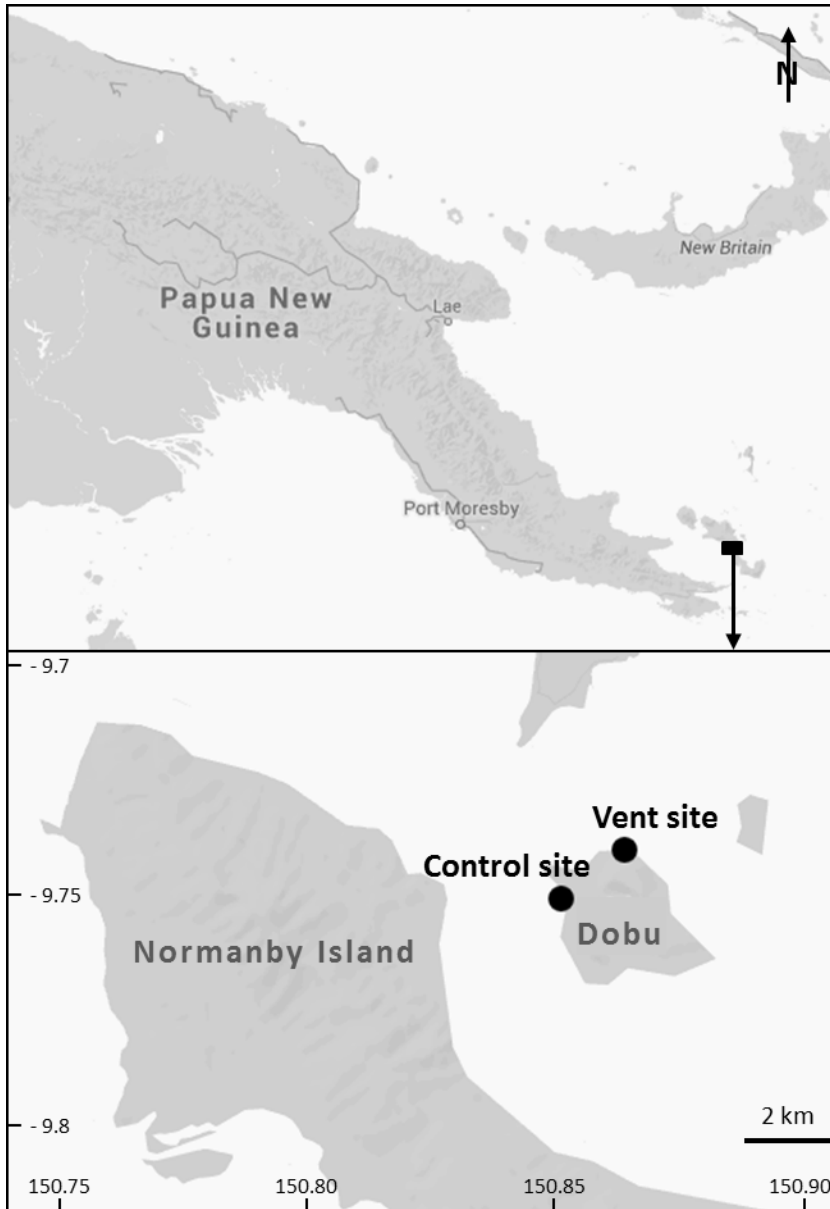 N
New Britain
Papua New
Guinea
Lae
Port Moresby
- 9.7
Vent site
Control site
- 9.75
Dobu
Normanby Island
2 km
- 9.8
150.75 150.80 150.85 150.90